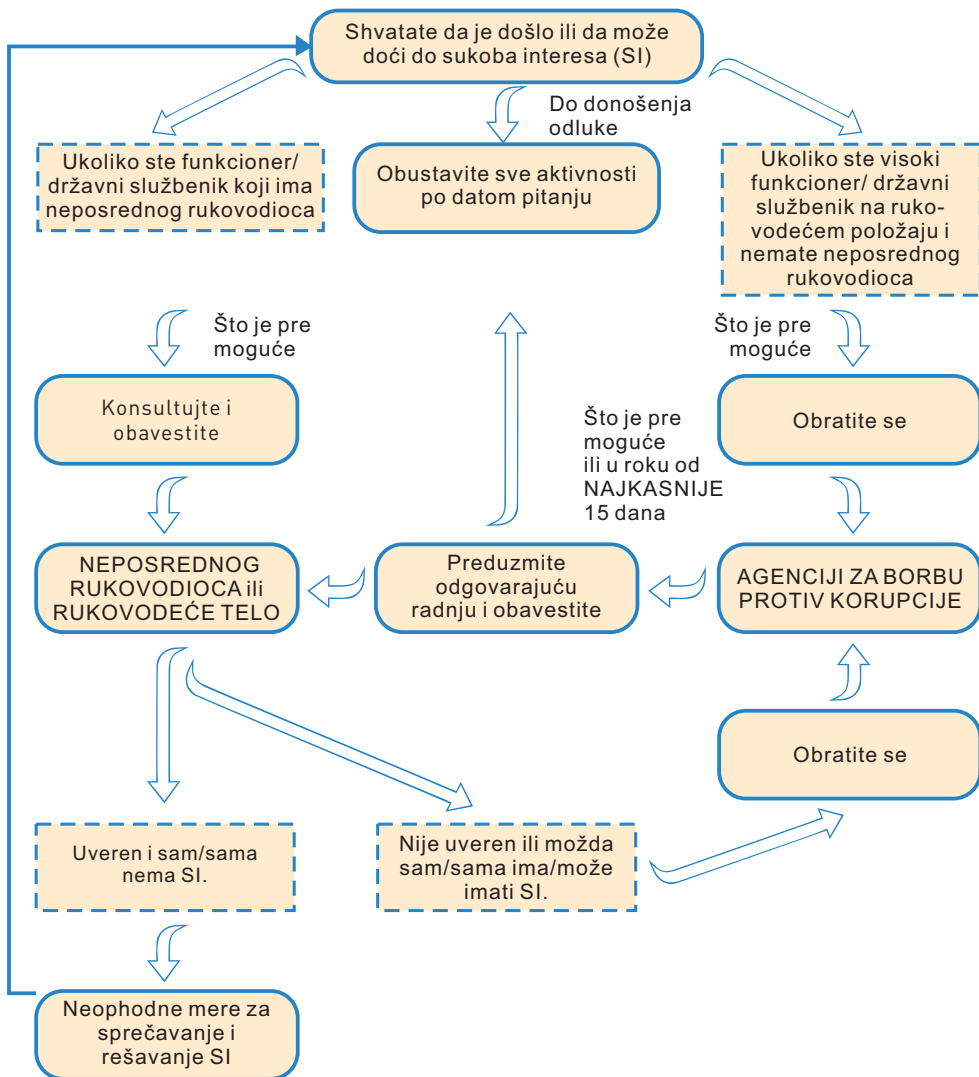 Shvatate da je došlo ili da može
doći do sukoba interesa (SI)
Do donošenja
odluke
Ukoliko ste funkcioner/
državni službenik koji ima
neposrednog rukovodioca
Obustavite sve aktivnosti
po datom pitanju
Ukoliko ste visoki
funkcioner/ državni
službenik na ruko-
vodećem položaju i
nemate neposrednog
rukovodioca
Što je pre
moguće
Što je pre
moguće
Konsultujte i
obavestite
Što je pre
moguće
ili u roku od
NAJKASNIJE
15 dana
Obratite se
NEPOSREDNOG
RUKOVODIOCA ili
RUKOVODEĆE TELO
Preduzmite
odgovarajuću
radnju i obavestite
AGENCIJI ZA BORBU
PROTIV KORUPCIJE
Obratite se
Uveren i sam/sama
nema SI.
Nije uveren ili možda
sam/sama ima/može
imati SI.
Neophodne mere za
sprečavanje i
rešavanje SI